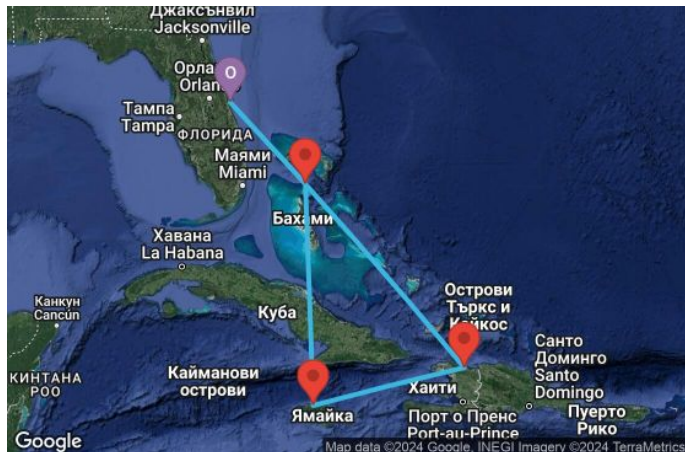 Джаксънвил
Jacksonville
Орла
Orlan
O
Тампа
Tampa
ФЛОРИДА
Маями
Miami
Бахами
Хавана
La Habana
Канкун
Cancún
Куба
Острови
Търкс и
Кайкос
КИНТАНА
РОО
Кайманови
острови
Ямайка
Хаити
Порт о Пренс
Port-au-Prince
Санто
Доминго
Santo
Domingo
Пуерто
Рико
Google
Map data ©2024 Google, INEGI Imagery ©2024 TerraMetrics